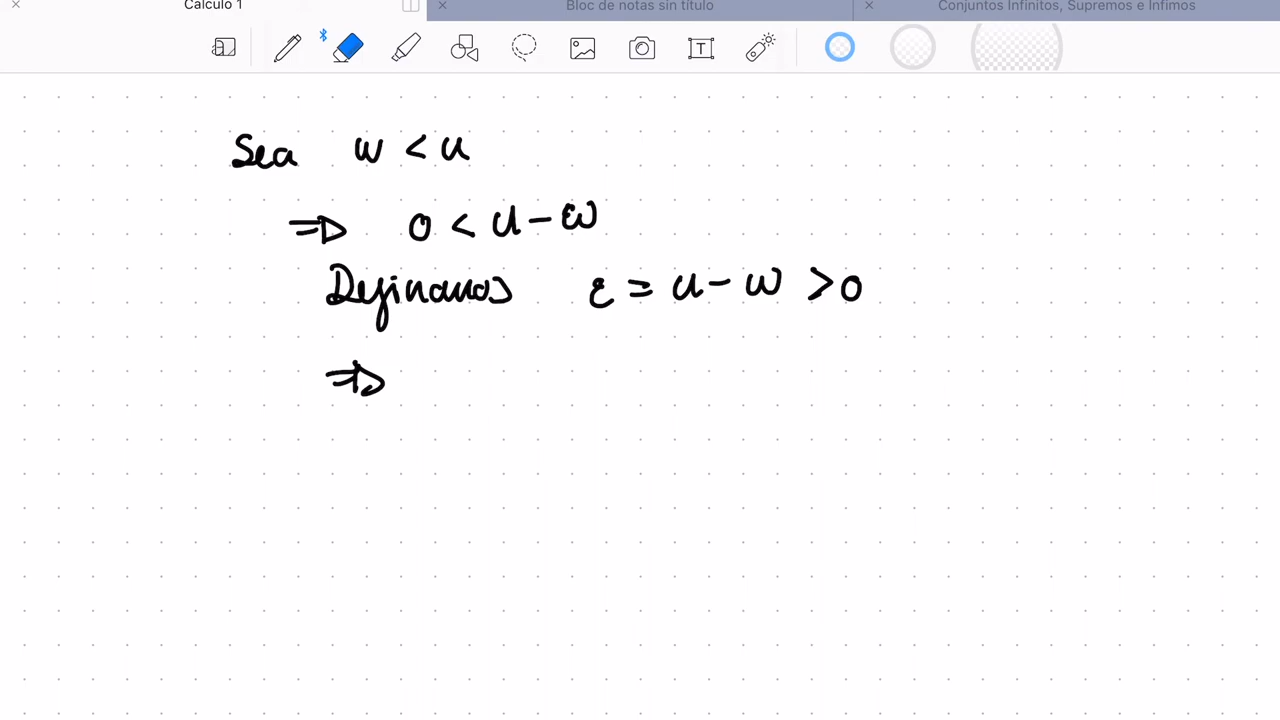 Calculo 1
Bloc de notas sin título
Conjuntos Infinitos, Supremos e Infimos
Sea w < u
⇒ 0 < u - w
Definamos ε = u - w > 0
⇒